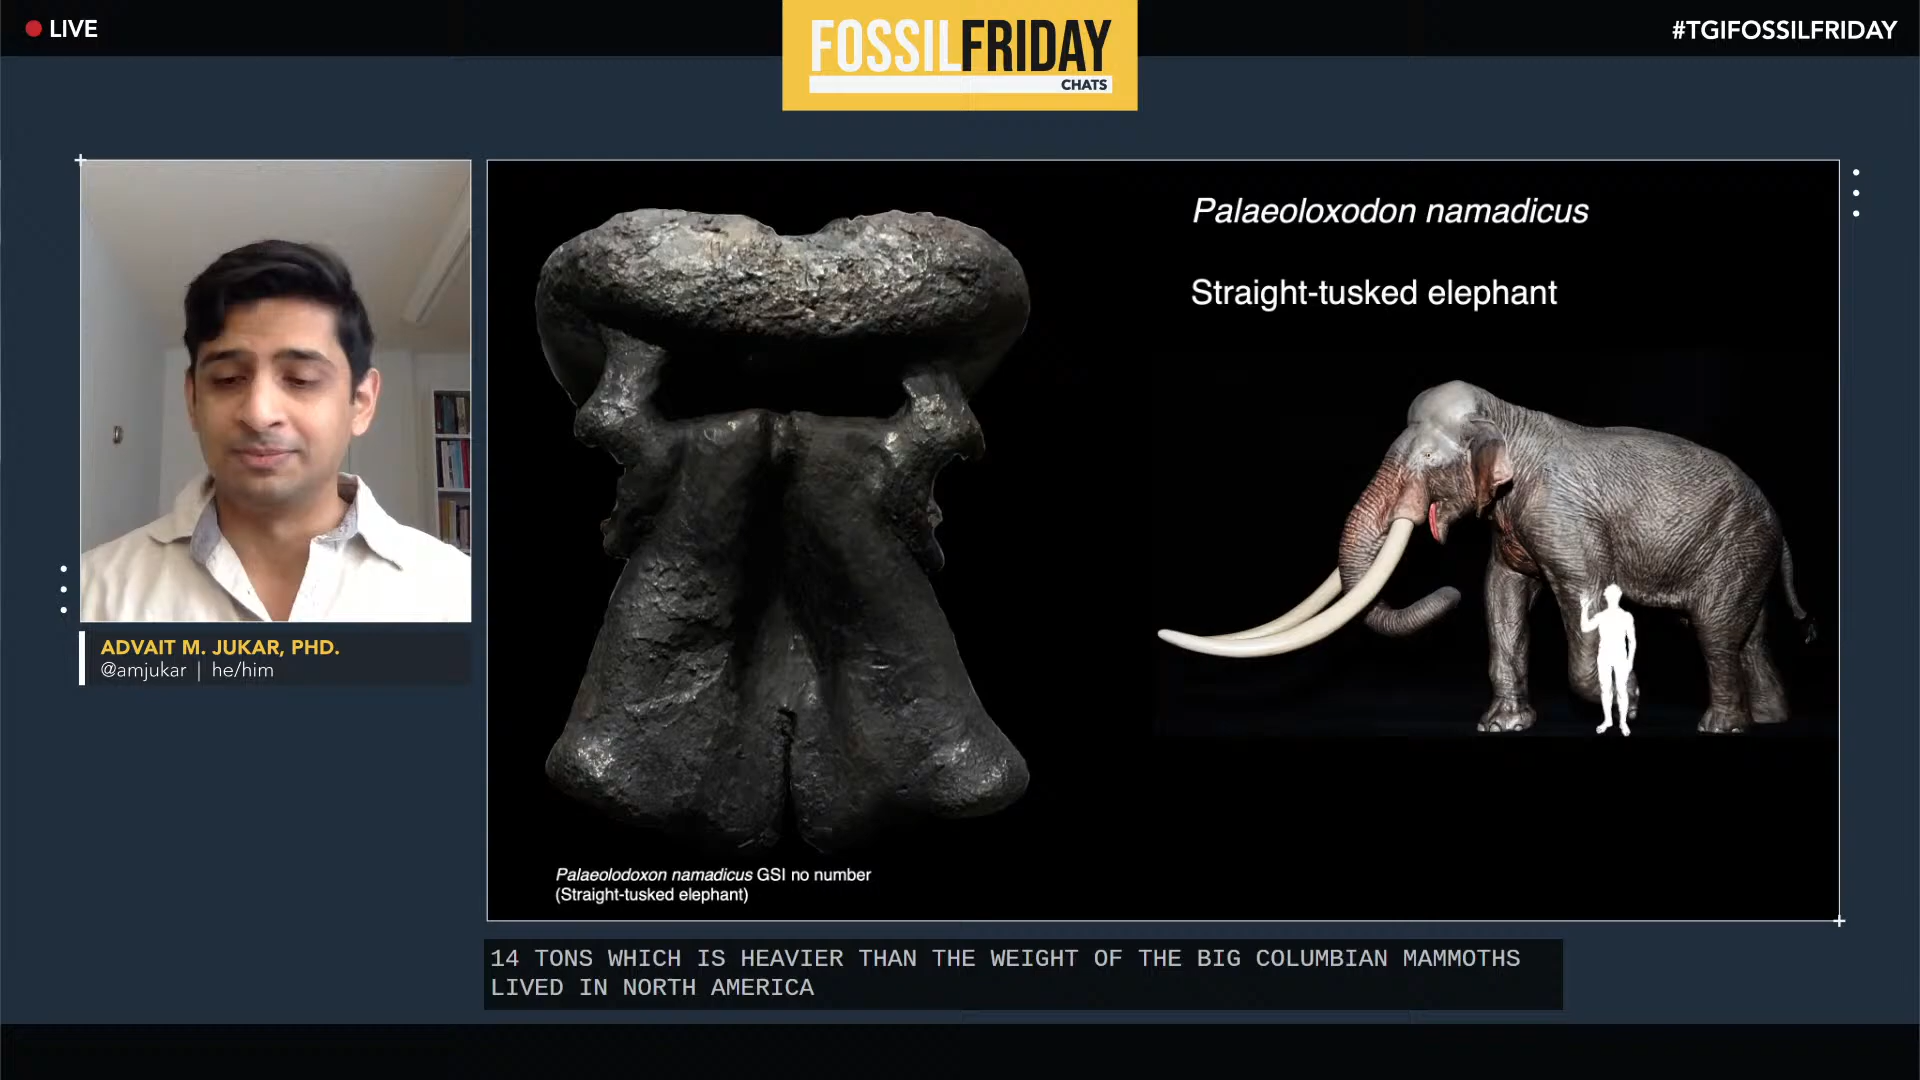 LIVE
FOSSILFRIDAY
CHATS
#TGIFOSSILFRIDAY
Palaeoloxodon namadicus
Straight-tusked elephant
ADVAIT M. JUKAR, PHD.
@amjukar | he/him
Palaeolodoxon namadicus GSI no number
(Straight-tusked elephant)
14 TONS WHICH IS HEAVIER THAN THE WEIGHT OF THE BIG COLUMBIAN MAMMOTHS
LIVED IN NORTH AMERICA